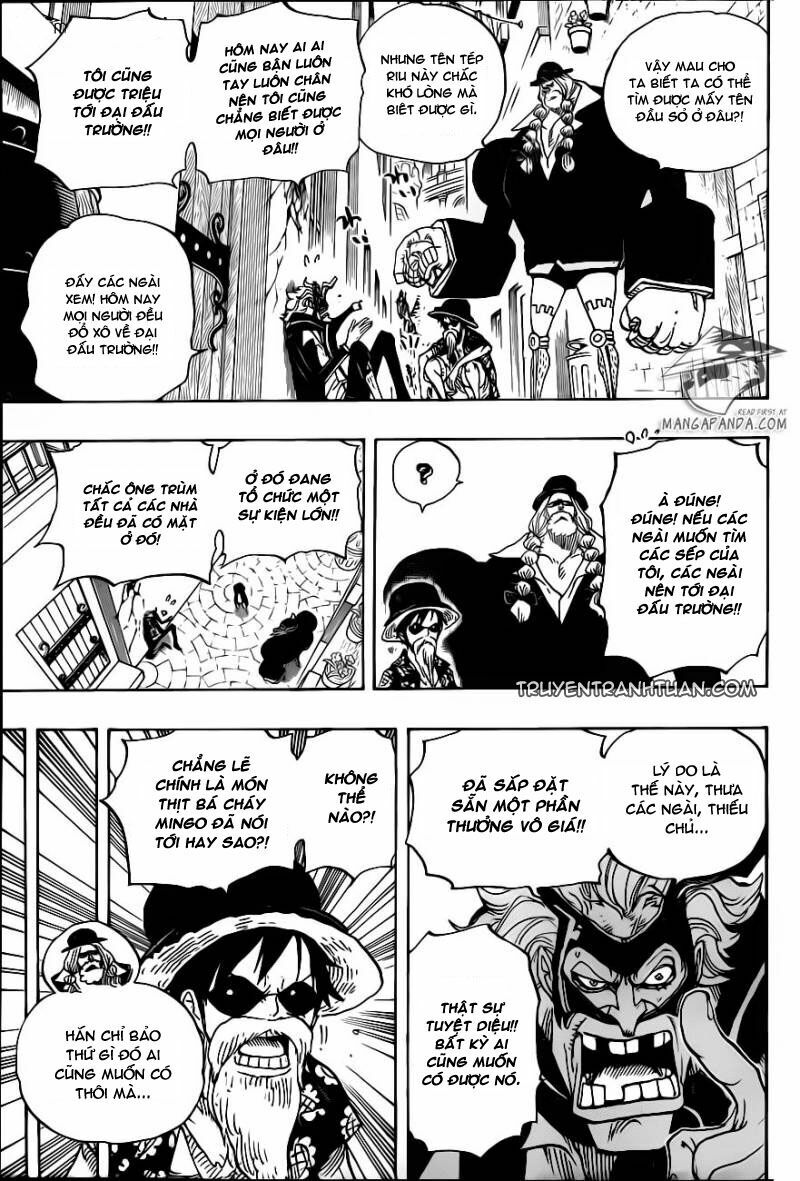 VẬY MAU CHO
TA BIẾT TA CÓ THỂ
TÌM ĐƯỢC MẤY TÊN
ĐẦU SỎ Ở ĐÂU?!
NHƯNG TÊN TÉP
RIU NÀY CHẮC
KHÓ LÒNG MÀ
BIẾT ĐƯỢC GÌ.
HÔM NAY AI AI
CŨNG BẬN LUÔN
TAY LUÔN CHÂN
NÊN TÔI CŨNG
CHẲNG BIẾT ĐƯỢC
MỌI NGƯỜI Ở
ĐÂU!!
TÔI CŨNG
ĐƯỢC TRIỆU
TỚI ĐẠI ĐẤU
TRƯỜNG!!
ĐẤY CÁC NGÀI
XEM! HÔM NAY
MỌI NGƯỜI ĐỀU
ĐỔ XÔ VỀ ĐẠI
ĐẤU TRƯỜNG!!
READ FIRST AT
MANGAPANDA.COM
?
À ĐÚNG!
ĐÚNG! NẾU CÁC
NGÀI MUỐN TÌM
CÁC SẾP CỦA
TÔI, CÁC NGÀI
NÊN TỚI ĐẠI
ĐẤU TRƯỜNG!!
Ở ĐÓ ĐANG
TỔ CHỨC MỘT
SỰ KIỆN LỚN!!
CHẮC ÔNG TRÙM
TẤT CẢ CÁC NHÀ
ĐỀU ĐÃ CÓ MẶT
Ở ĐÓ!
TRUYENTRANHTUAN.COM
LÝ DO LÀ
THẾ NÀY, THƯA
CÁC NGÀI, THIẾU
CHỦ...
ĐÃ SẮP ĐẶT
SẴN MỘT PHẦN
THƯỞNG VÔ GIÁ!!
THẬT SỰ
TUYỆT DIỆU!!
BẤT KỲ AI
CŨNG MUỐN
CÓ ĐƯỢC NÓ.
KHÔNG
THỂ
NÀO?!
CHẲNG LẼ
CHÍNH LÀ MÓN
THỊT BÁ CHÁY
MINGO ĐÃ NÓI
TỚI HAY SAO?!
HẮN CHỈ BẢO
THỨ GÌ ĐÓ AI
CŨNG MUỐN CÓ
THÔI MÀ...